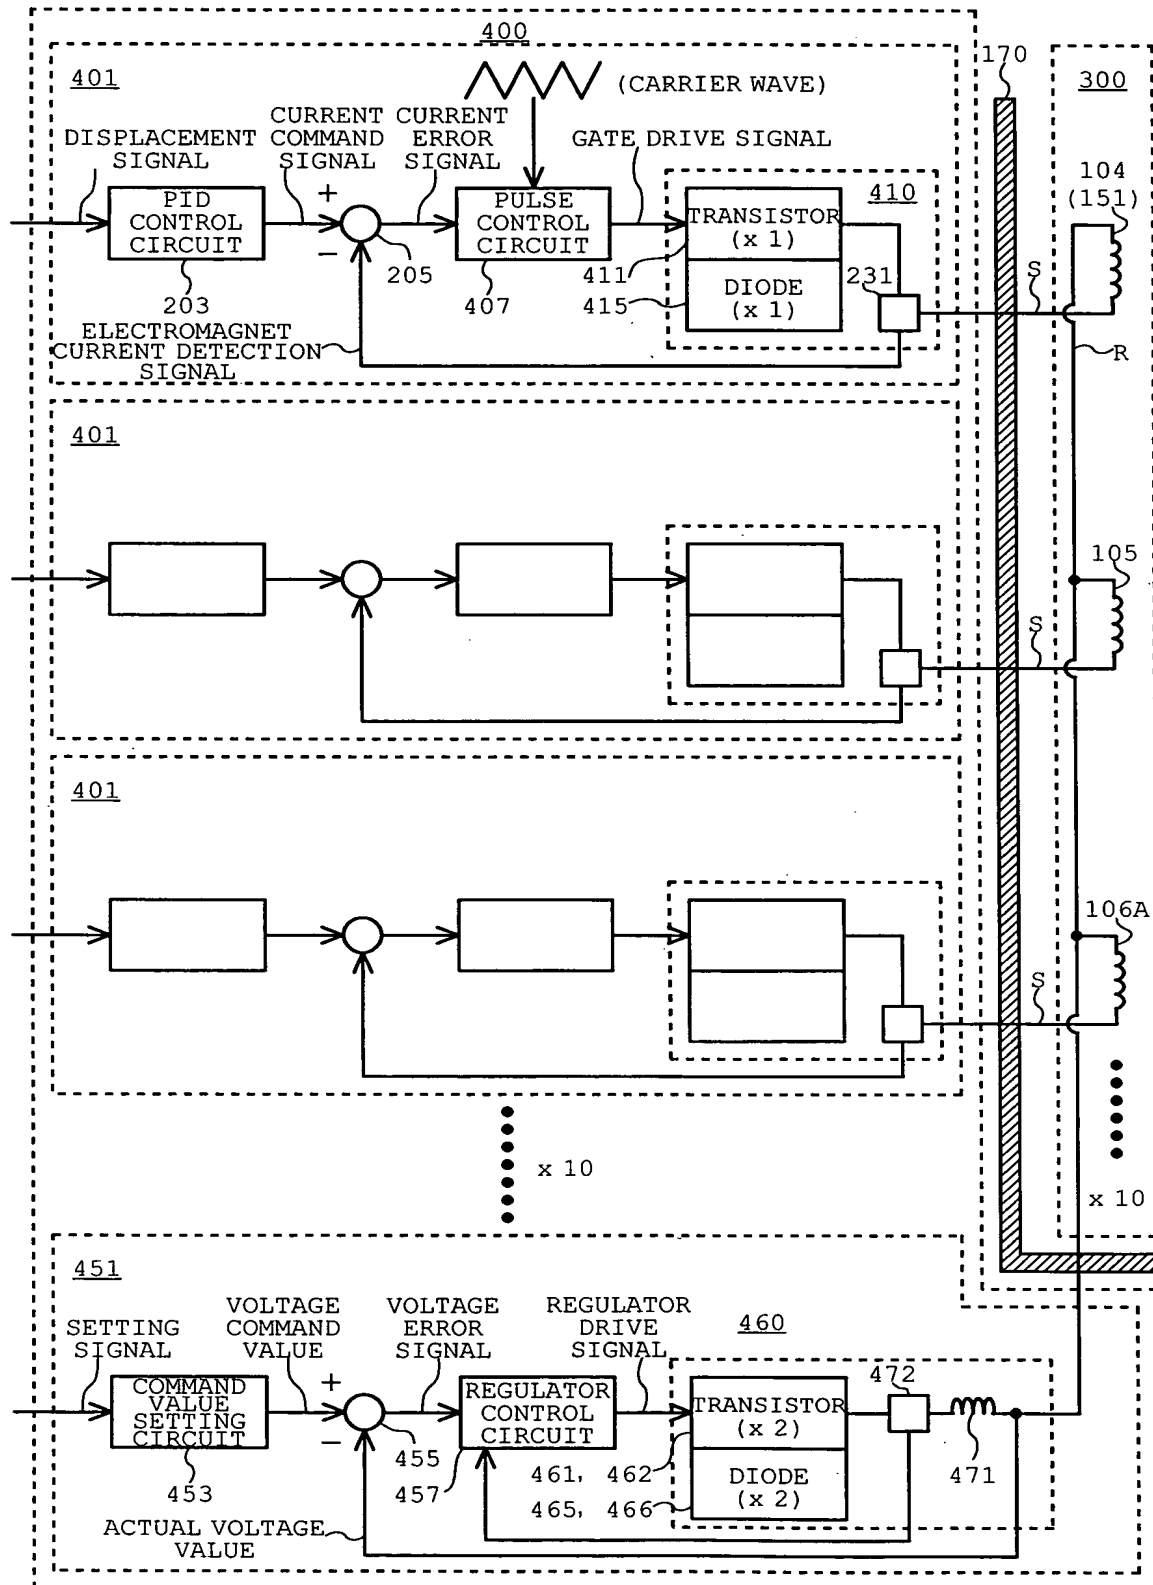 400
401
(CARRIER WAVE)
170
300
DISPLACEMENT
SIGNAL
CURRENT
COMMAND
SIGNAL
CURRENT
ERROR
SIGNAL
GATE DRIVE SIGNAL
104
(151)
+
−
PID
CONTROL
CIRCUIT
PULSE
CONTROL
CIRCUIT
410
TRANSISTOR
(x 1)
DIODE
(x 1)
203
205
407
411
415
231
S
R
ELECTROMAGNET
CURRENT DETECTION
SIGNAL
401
105
S
401
106A
S
x 10
x 10
451
SETTING
SIGNAL
VOLTAGE
COMMAND
VALUE
VOLTAGE
ERROR
SIGNAL
REGULATOR
DRIVE
SIGNAL
460
+
−
COMMAND
VALUE
SETTING
CIRCUIT
REGULATOR
CONTROL
CIRCUIT
TRANSISTOR
(x 2)
DIODE
(x 2)
472
471
453
455
457
461, 462
465, 466
ACTUAL VOLTAGE
VALUE